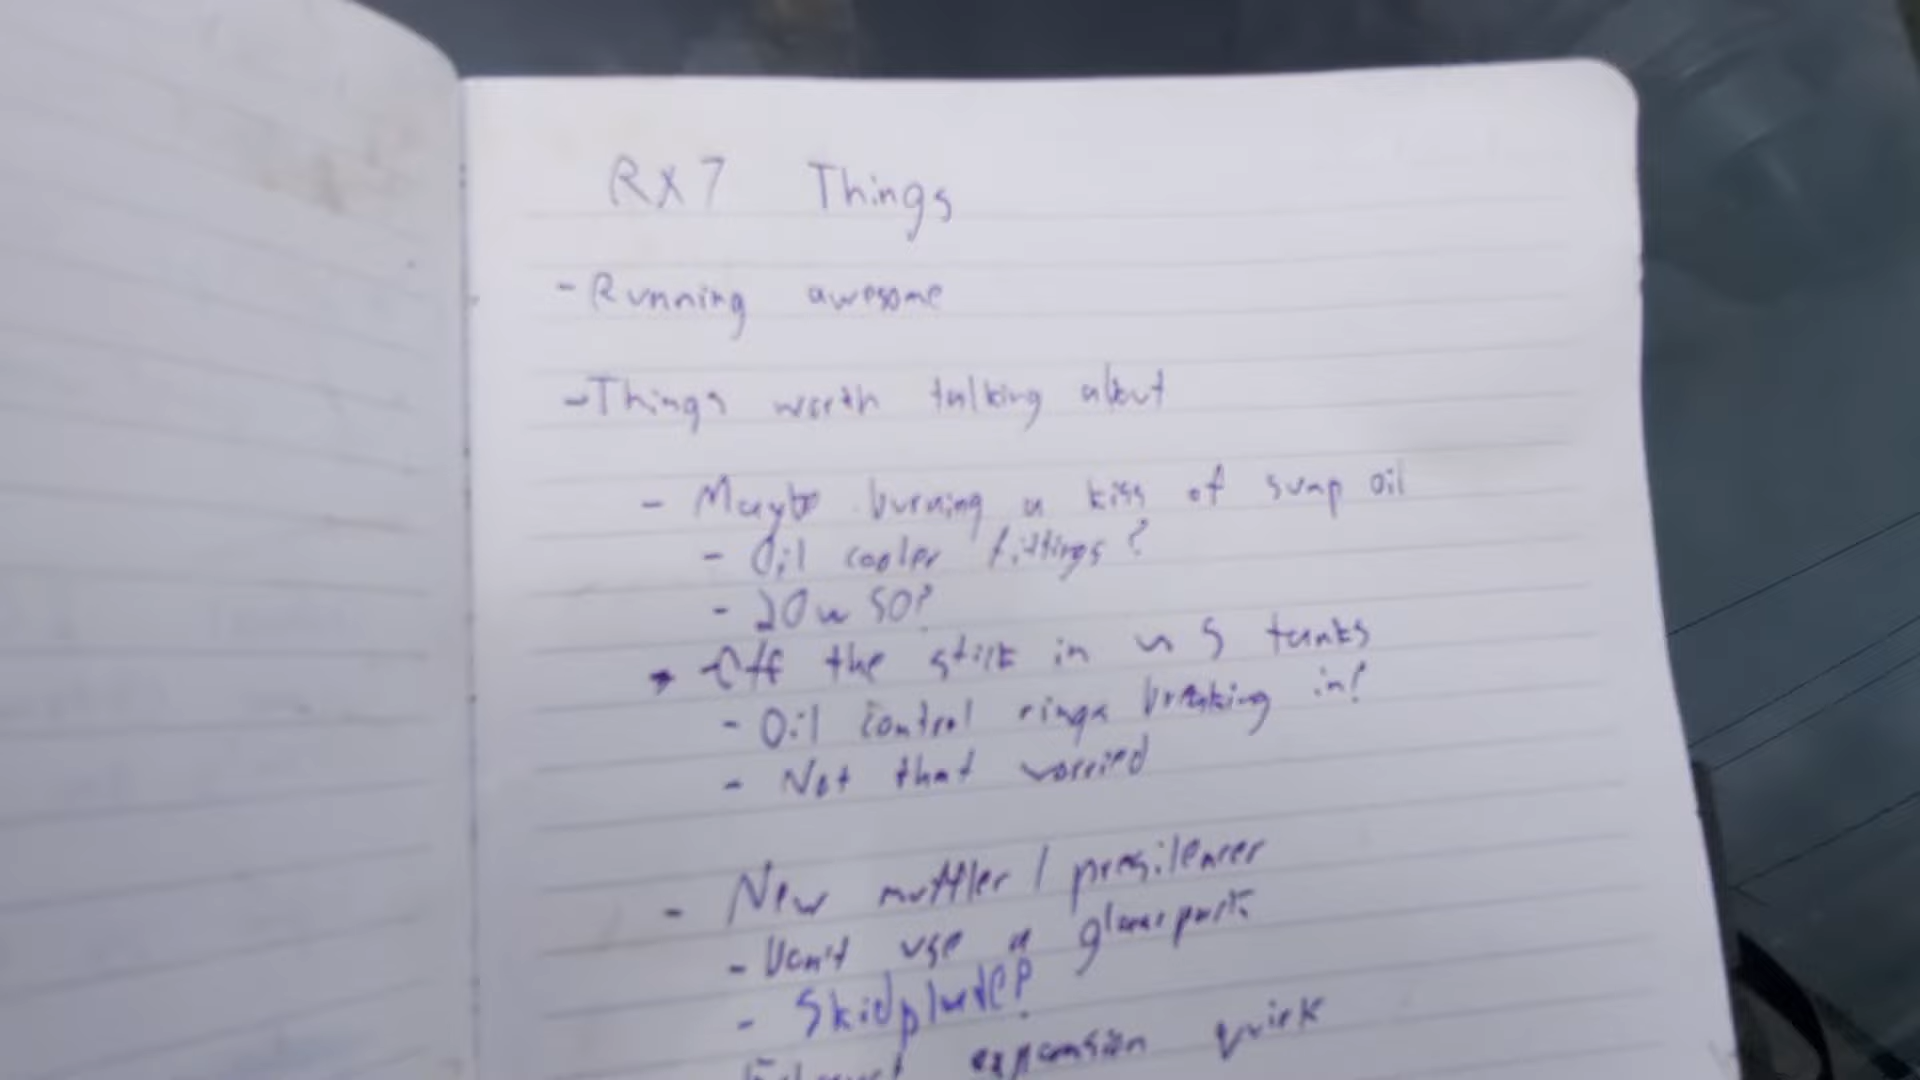 RX7 Things
- Running awesome
- Things worth talking about
- Maybe burning a kiss of sump oil
- Oil cooler fittings?
- 20w50?
- Off the stick in 5 tanks
- Oil control rings breaking in?
- Not that worried
- New muffler / presilencer
- Don't use a glasspack
- Skidplate?
expansion quick